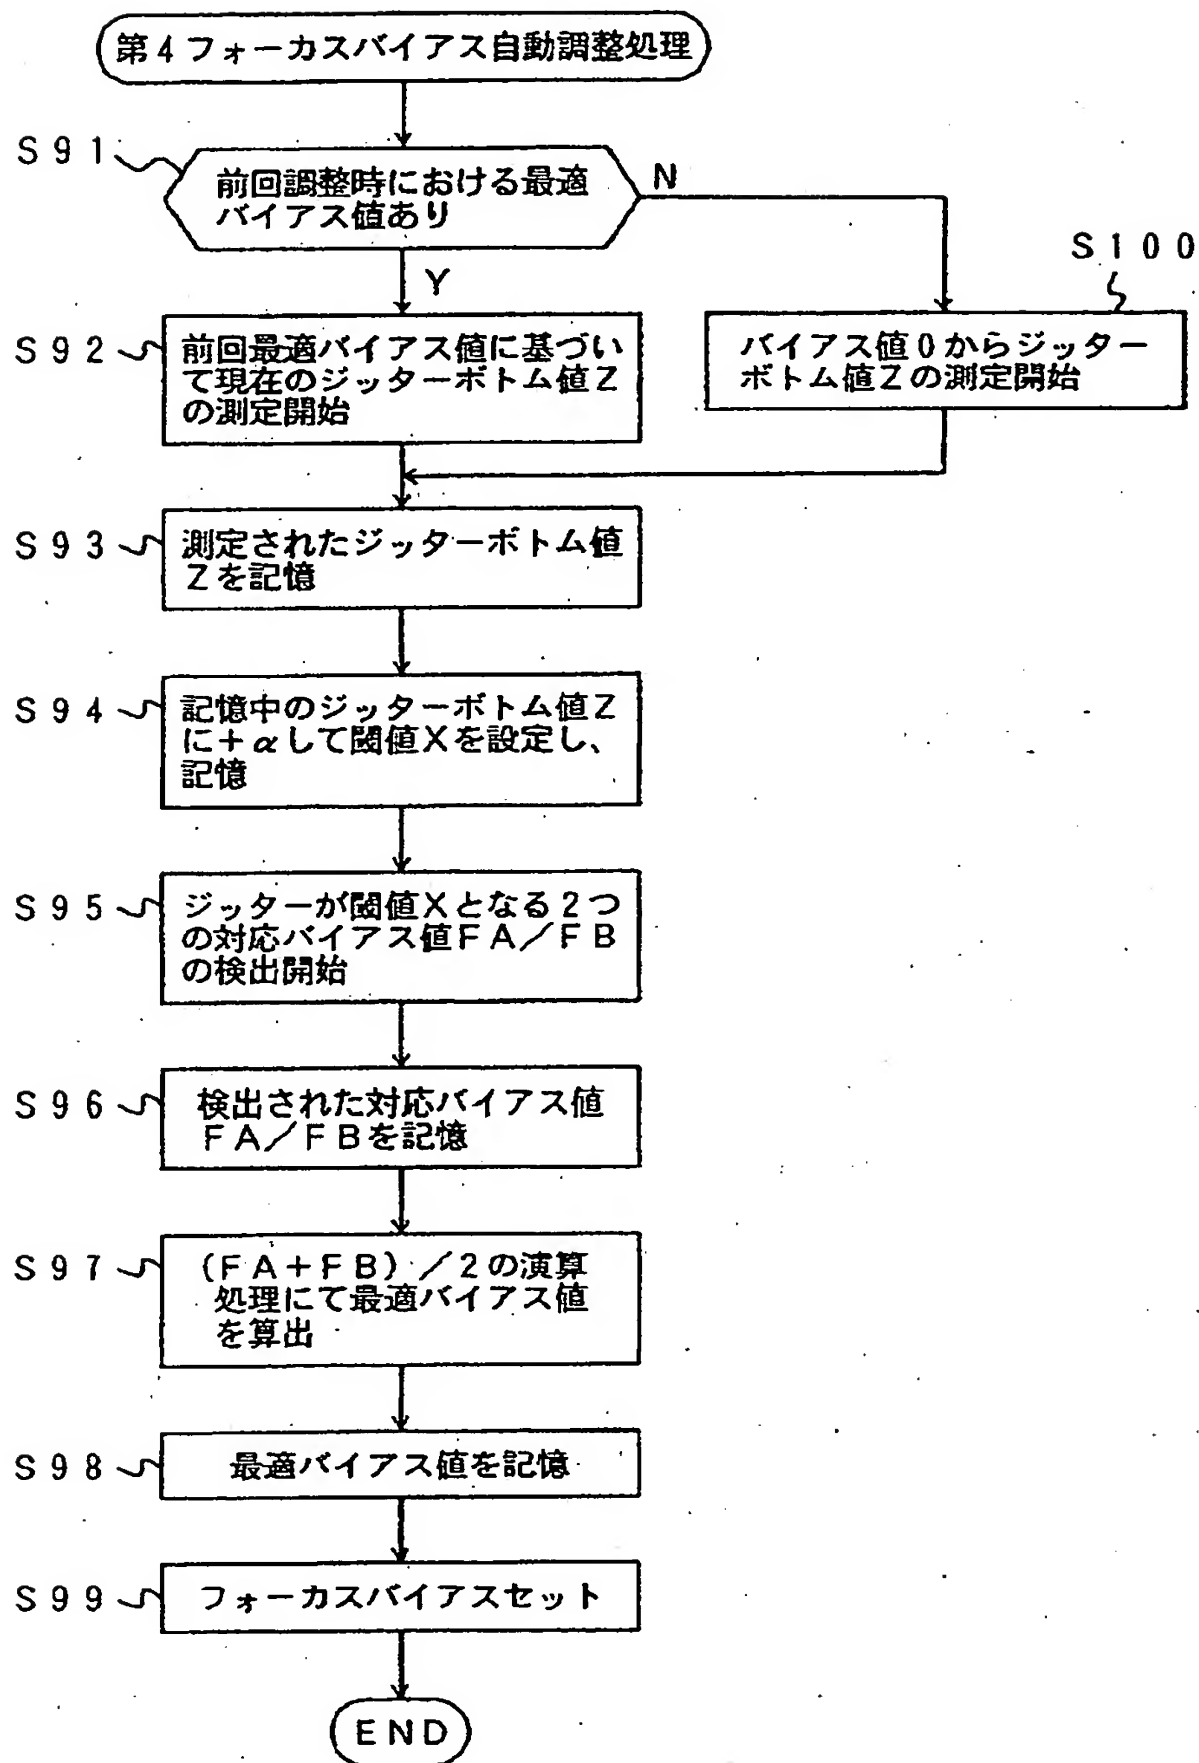 第4フォーカスバイアス自動調整処理
S91
前回調整時における最適
バイアス値あり
N
Y
S100
S92
前回最適バイアス値に基づい
て現在のジッターボトム値Z
の測定開始
バイアス値0からジッター
ボトム値Zの測定開始
S93
測定されたジッターボトム値
Zを記憶
S94
記憶中のジッターボトム値Z
に+αして閾値Xを設定し、
記憶
S95
ジッターが閾値Xとなる2つ
の対応バイアス値FA/FB
の検出開始
S96
検出された対応バイアス値
FA/FBを記憶
S97
(FA+FB)/2の演算
処理にて最適バイアス値
を算出
S98
最適バイアス値を記憶
S99
フォーカスバイアスセット
END